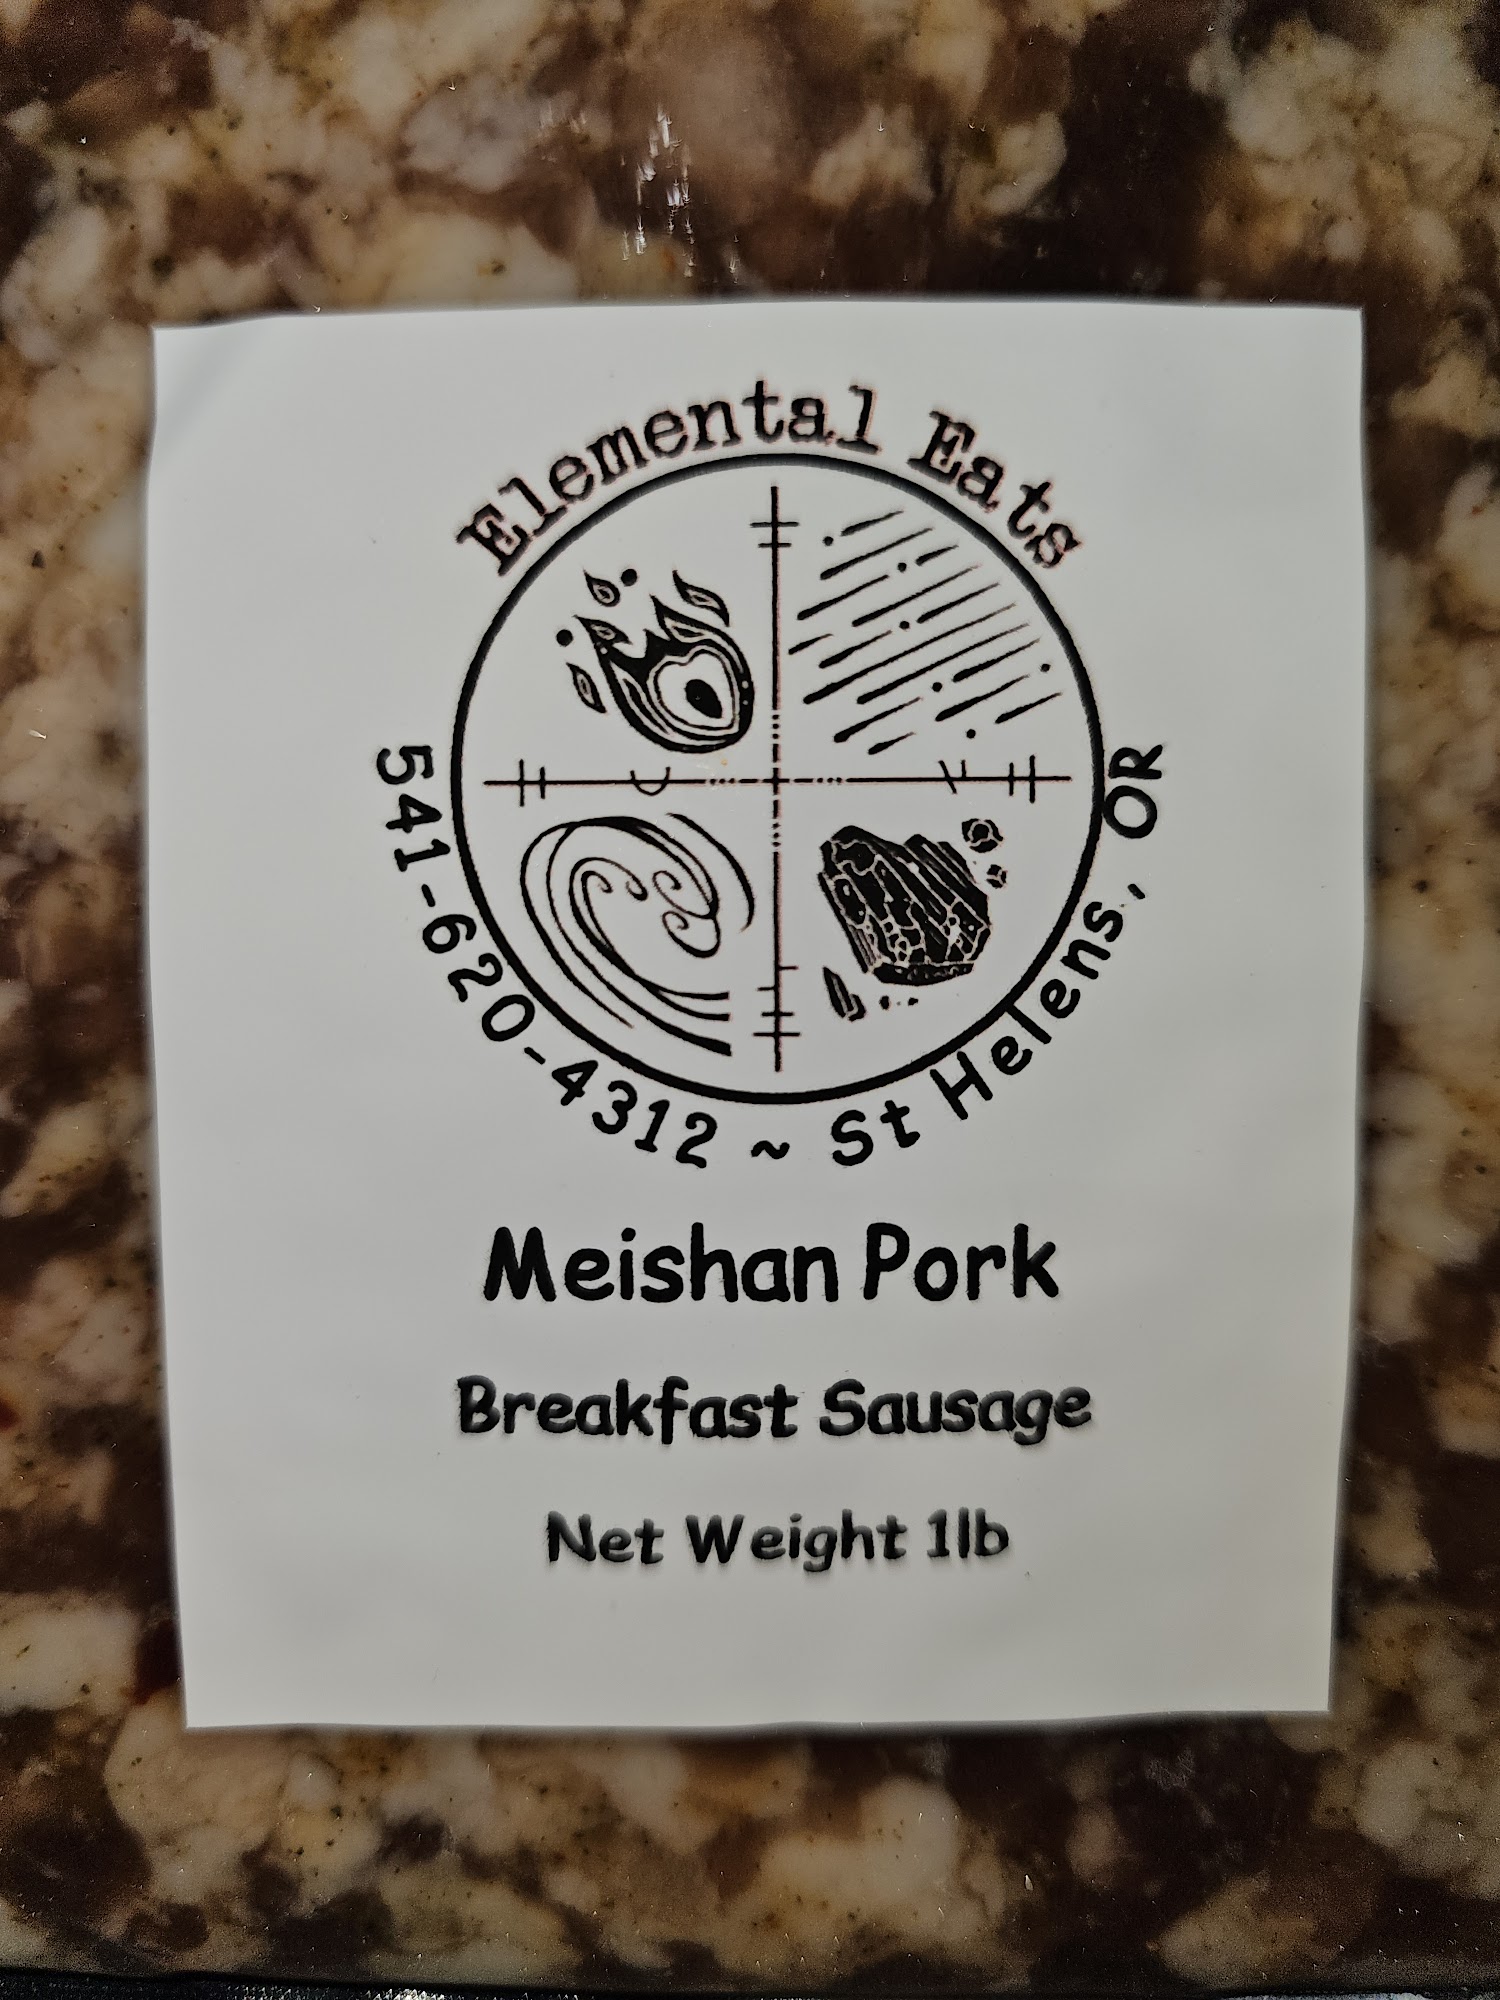 Elemental Eats
541-620-4312 ~ St Helens, OR
Meishan Pork
Breakfast Sausage
Net Weight 1lb